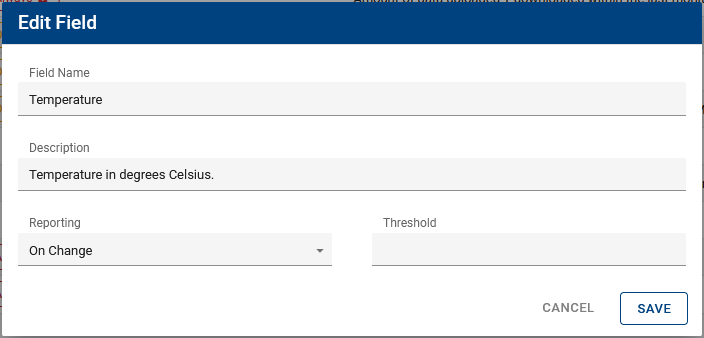 Edit Field
Field Name
Temperature
Description
Temperature in degrees Celsius.
Reporting
Threshold
On Change
CANCEL
SAVE